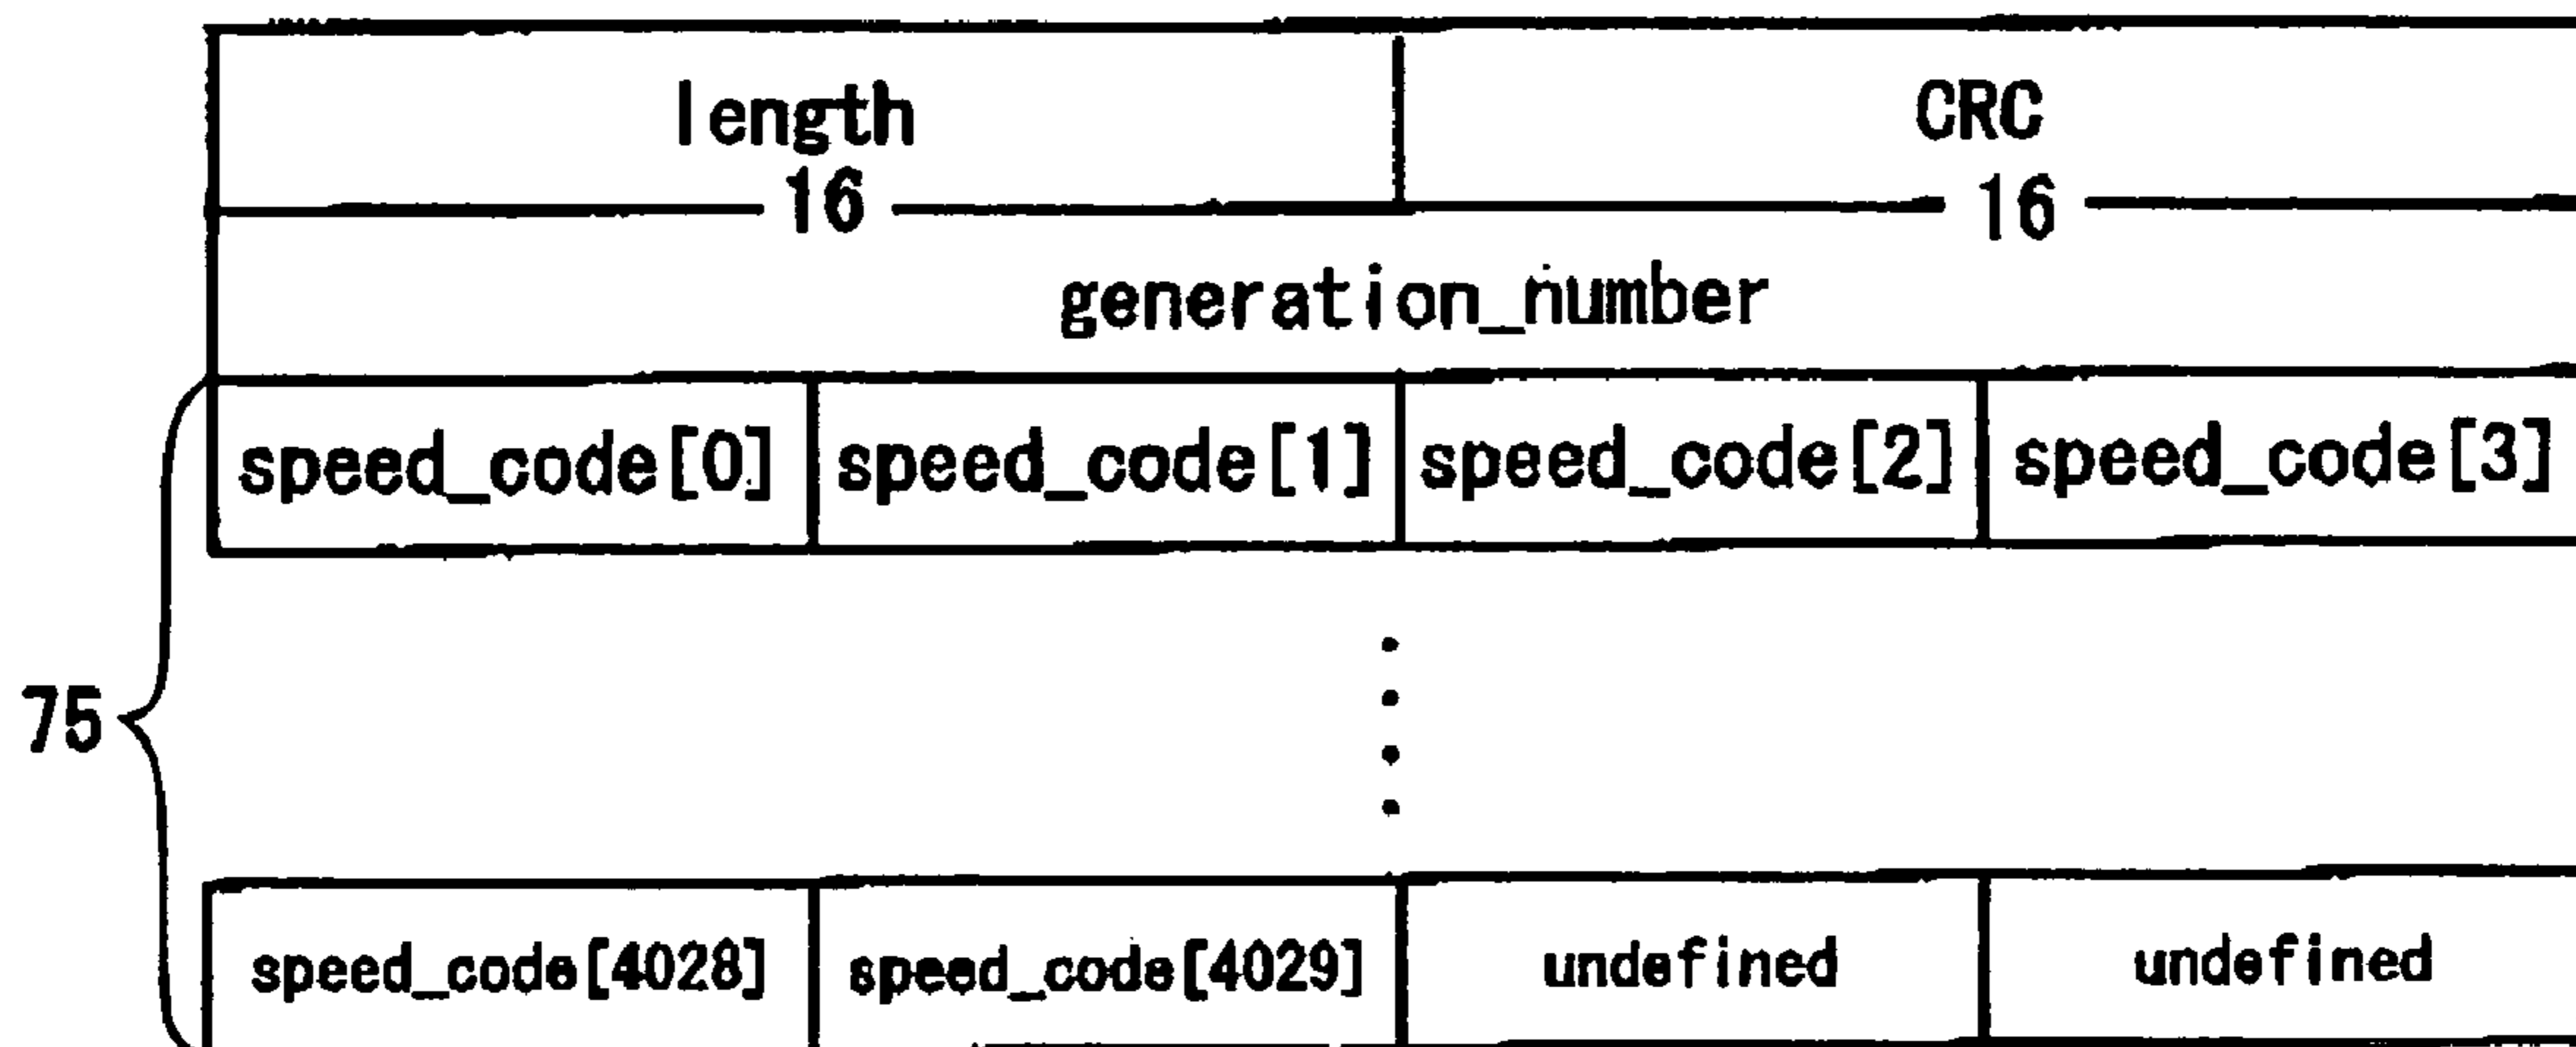 length CRC
16 16
generation_number
speed_code[0] speed_code[1] speed_code[2] speed_code[3]
75
speed_code[4028] speed_code[4029] undefined undefined